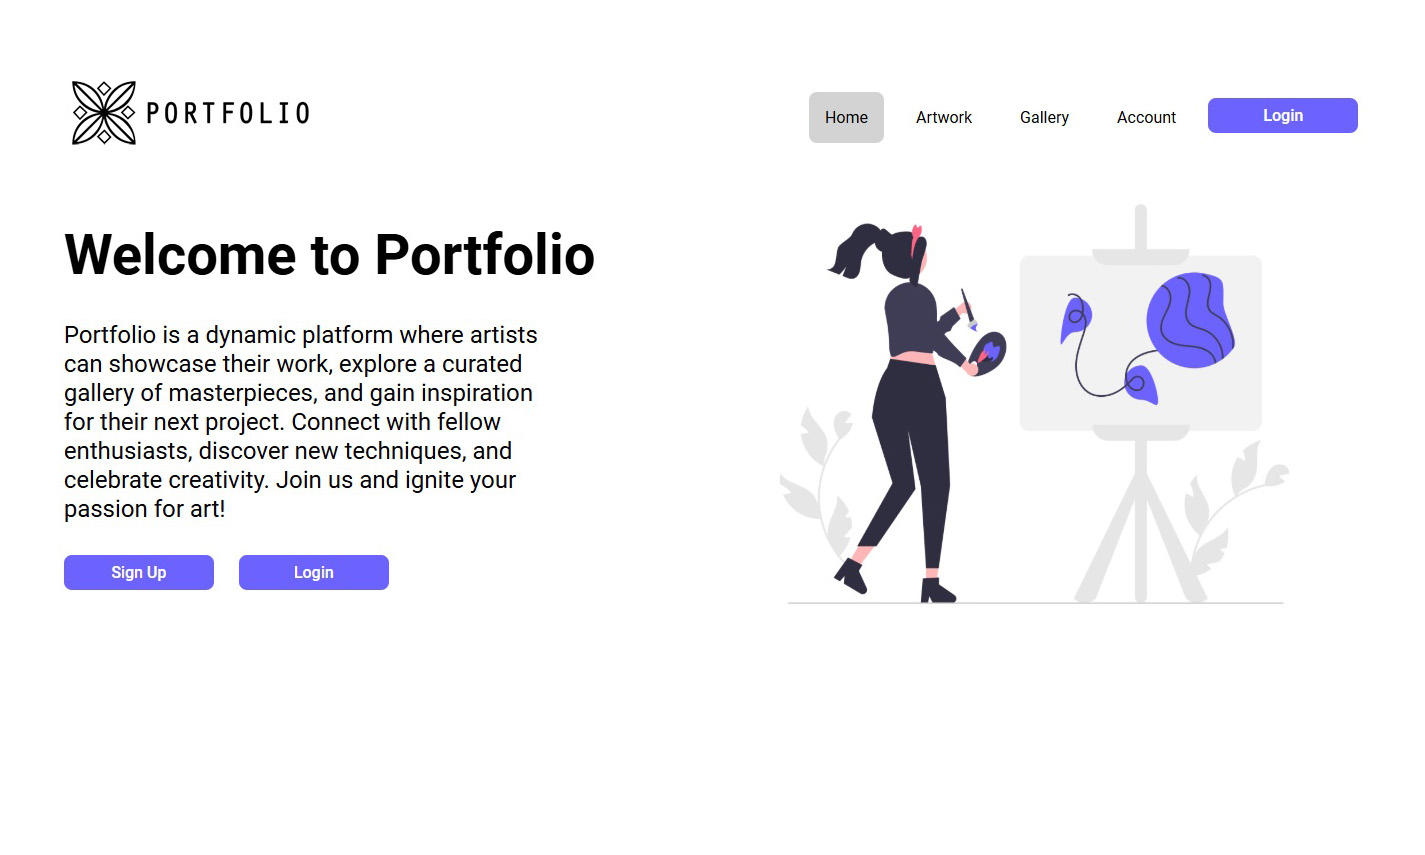 PORTFOLIO
Home Artwork Gallery Account Login
Welcome to Portfolio
Portfolio is a dynamic platform where artists
can showcase their work, explore a curated
gallery of masterpieces, and gain inspiration
for their next project. Connect with fellow
enthusiasts, discover new techniques, and
celebrate creativity. Join us and ignite your
passion for art!
Sign Up Login